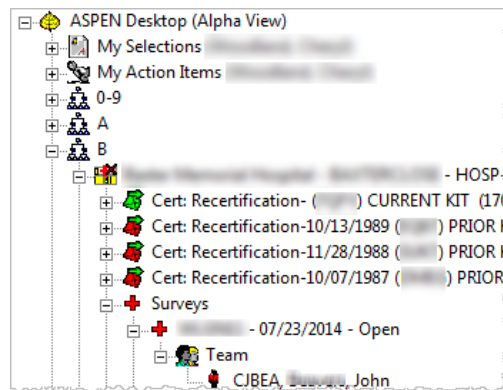 ASPEN Desktop (Alpha View)
My Selections
My Action Items
0-9
A
B
- HOSP-
Cert: Recertification- ( ) CURRENT KIT (170
Cert: Recertification-10/13/1989 ( ) PRIOR K
Cert: Recertification-11/28/1988 ( ) PRIOR K
Cert: Recertification-10/07/1987 ( ) PRIOR
Surveys
- 07/23/2014 - Open
Team
CJBEA, John